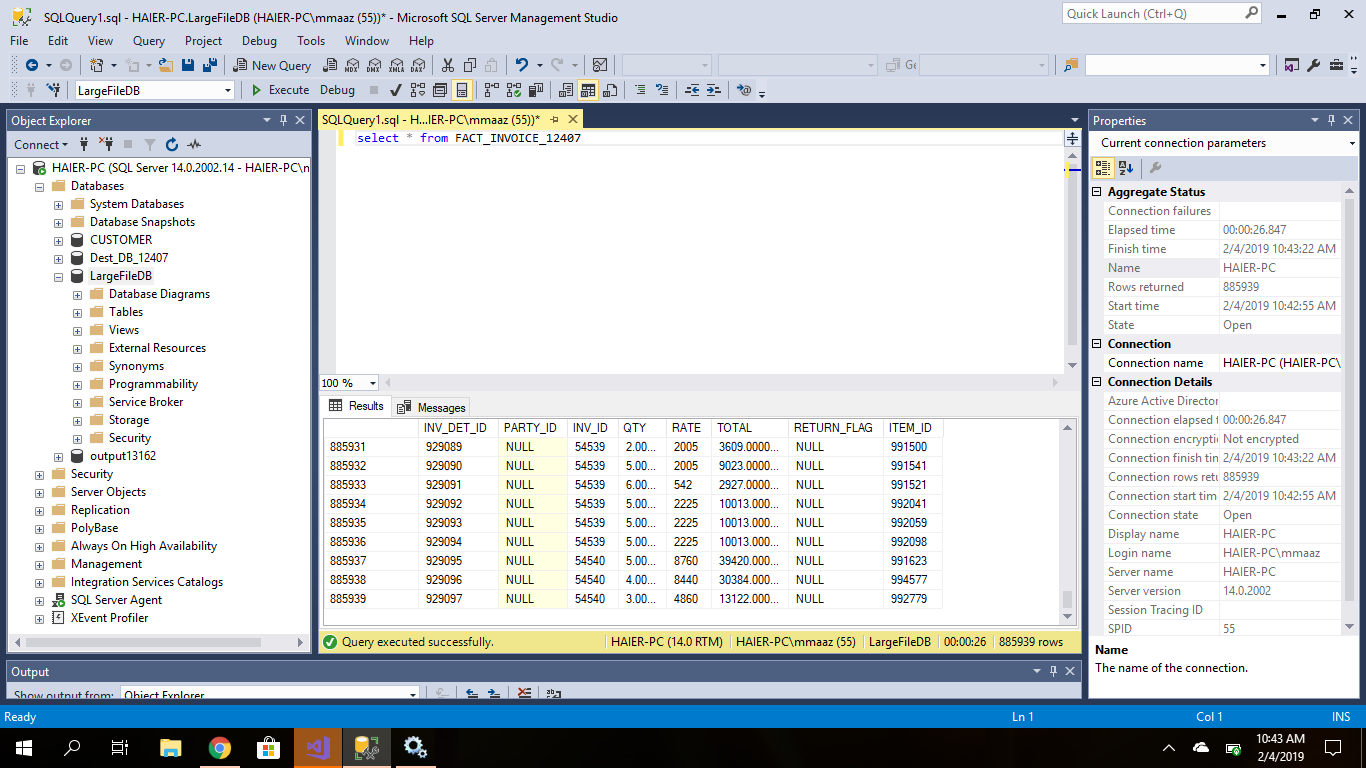 SQLQuery1.sql - HAIER-PC.LargeFileDB (HAIER-PC\mmaaz (55))* - Microsoft SQL Server Management Studio
Quick Launch (Ctrl+Q)
File Edit View Query Project Debug Tools Window Help
New Query MDX DMX XMLA DAX Ge
LargeFileDB Execute Debug
Object Explorer
Connect
HAIER-PC (SQL Server 14.0.2002.14 - HAIER-PC\n
Databases
System Databases
Database Snapshots
CUSTOMER
Dest_DB_12407
LargeFileDB
Database Diagrams
Tables
Views
External Resources
Synonyms
Programmability
Service Broker
Storage
Security
output13162
Security
Server Objects
Replication
PolyBase
Always On High Availability
Management
Integration Services Catalogs
SQL Server Agent
XEvent Profiler
SQLQuery1.sql - H...IER-PC\mmaaz (55))*
select * from FACT_INVOICE_12407
100 %
Results Messages
INV_DET_ID PARTY_ID INV_ID QTY RATE TOTAL RETURN_FLAG ITEM_ID
885931 929089 NULL 54539 2.00... 2005 3609.0000... NULL 991500
885932 929090 NULL 54539 5.00... 2005 9023.0000... NULL 991541
885933 929091 NULL 54539 6.00... 542 2927.0000... NULL 991521
885934 929092 NULL 54539 5.00... 2225 10013.000... NULL 992041
885935 929093 NULL 54539 5.00... 2225 10013.000... NULL 992059
885936 929094 NULL 54539 5.00... 2225 10013.000... NULL 992098
885937 929095 NULL 54540 5.00... 8760 39420.000... NULL 991623
885938 929096 NULL 54540 4.00... 8440 30384.000... NULL 994577
885939 929097 NULL 54540 3.00... 4860 13122.000... NULL 992779
Query executed successfully. HAIER-PC (14.0 RTM) HAIER-PC\mmaaz (55) LargeFileDB 00:00:26 885939 rows
Properties
Current connection parameters
Aggregate Status
Connection failures
Elapsed time 00:00:26.847
Finish time 2/4/2019 10:43:22 AM
Name HAIER-PC
Rows returned 885939
Start time 2/4/2019 10:42:55 AM
State Open
Connection
Connection name HAIER-PC (HAIER-PC\
Connection Details
Azure Active Director
Connection elapsed t 00:00:26.847
Connection encryptio Not encrypted
Connection finish tim 2/4/2019 10:43:22 AM
Connection rows retu 885939
Connection start tim 2/4/2019 10:42:55 AM
Connection state Open
Display name HAIER-PC
Login name HAIER-PC\mmaaz
Server name HAIER-PC
Server version 14.0.2002
Session Tracing ID
SPID 55
Name
The name of the connection.
Output
Show output from: Object Explorer
Ready Ln 1 Col 1 INS
10:43 AM
2/4/2019